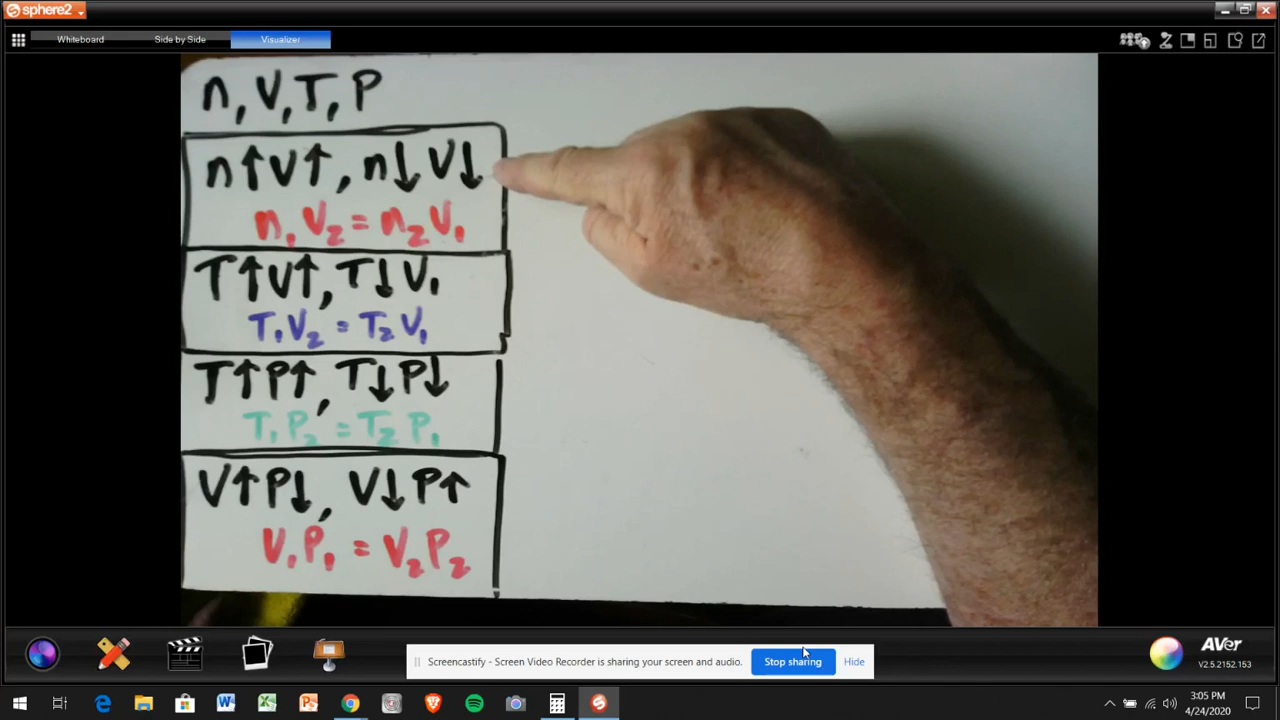 sphere2
Whiteboard Side by Side Visualizer
n, V, T, P
n↑V↑, n↓V↓
n₁V₂ = n₂V₁
T↑V↑, T↓V₁
T₁V₂ = T₂V₁
T↑P↑, T↓P↓
T₁P₂ = T₂P₁
V↑P↓, V↓P↑
V₁P₁ = V₂P₂
Screencastify - Screen Video Recorder is sharing your screen and audio. Stop sharing Hide
AVer
V2.5.2152.153
3:05 PM
4/24/2020